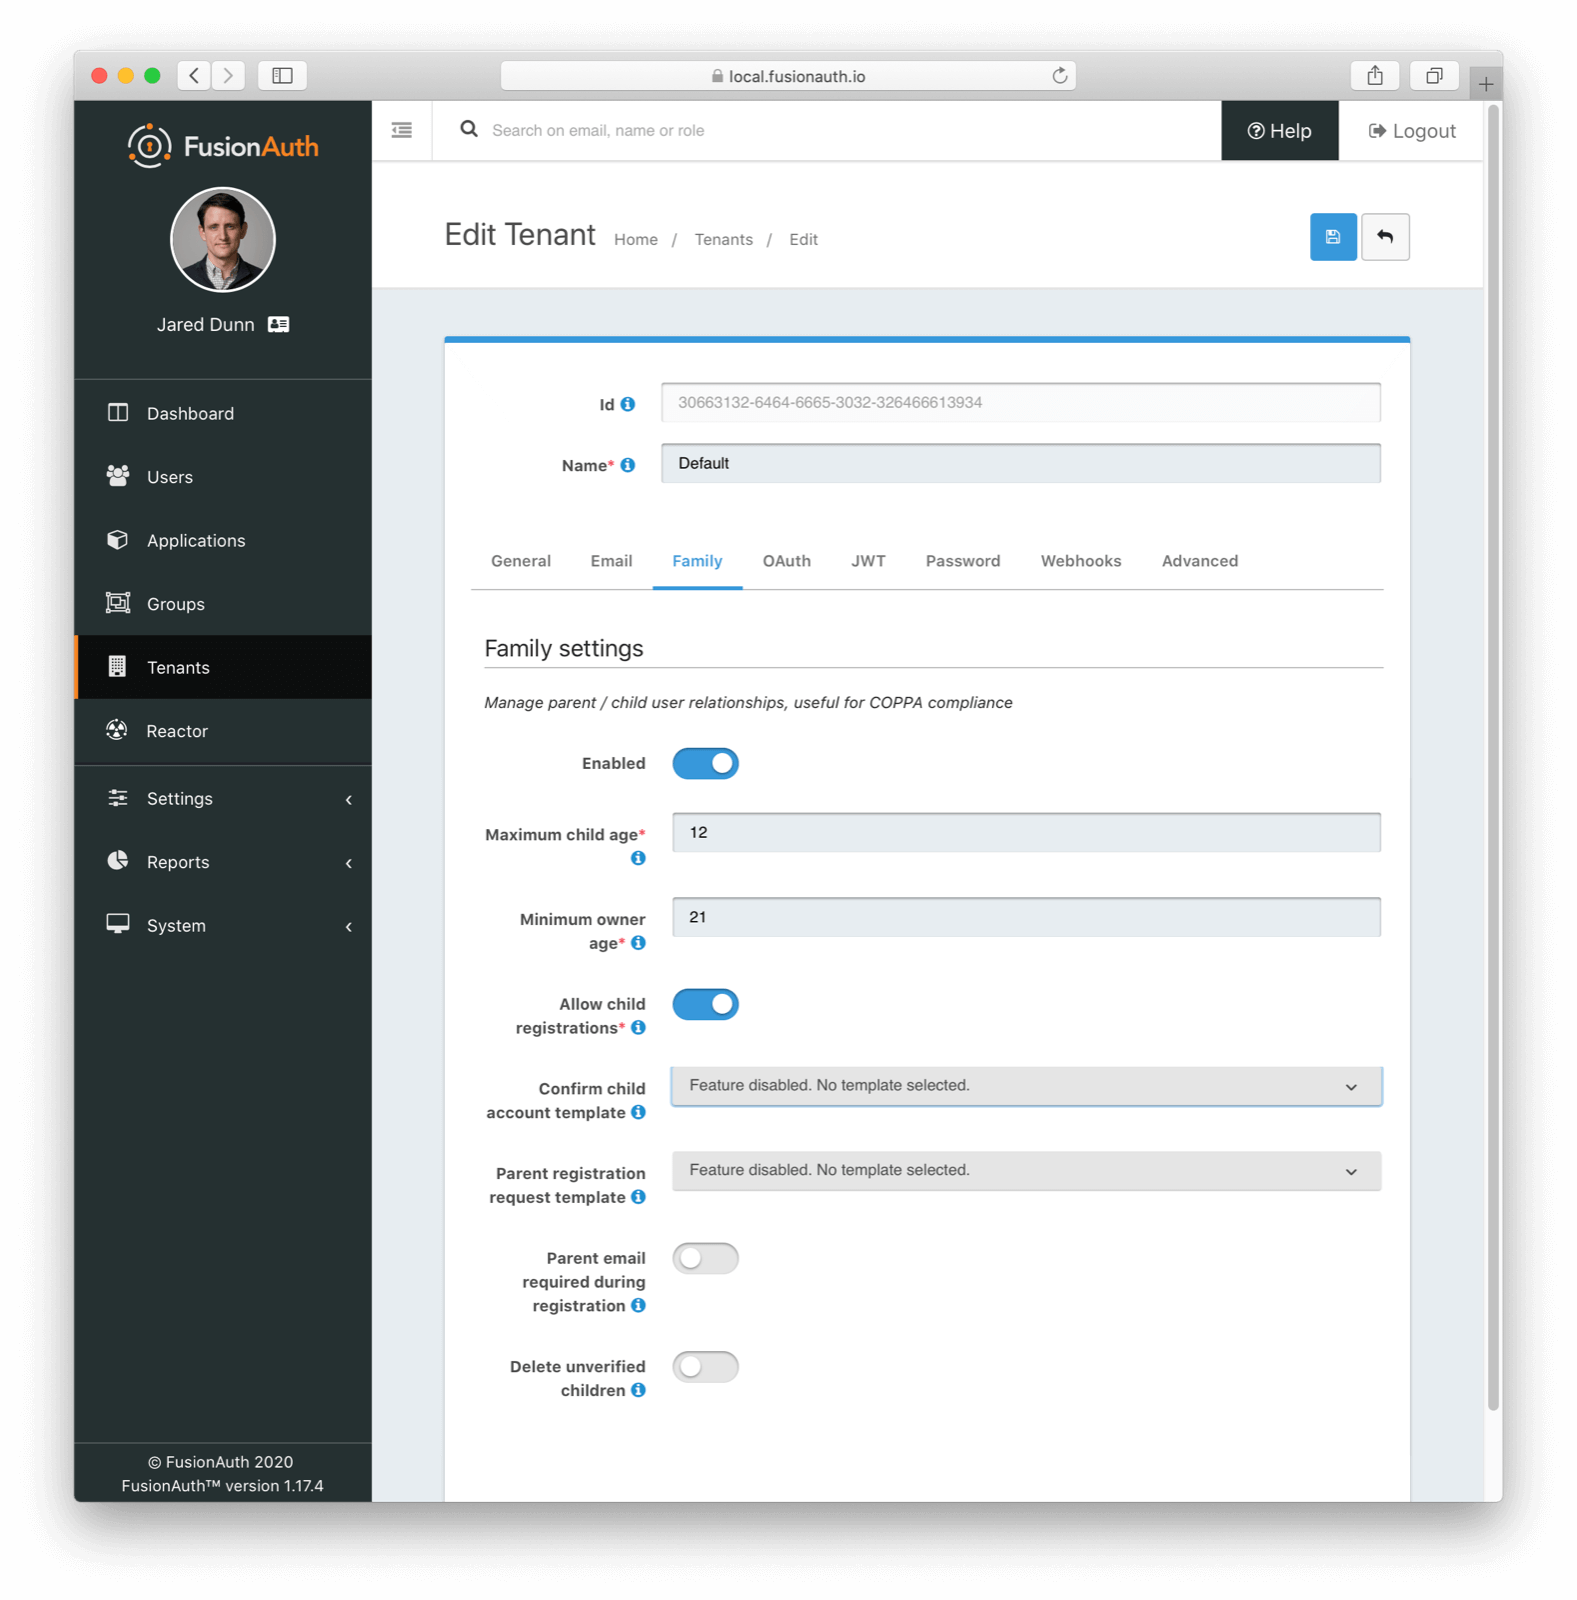 local.fusionauth.io
FusionAuth
Search on email, name or role
Help
Logout
Jared Dunn
Edit Tenant
Home / Tenants / Edit
Dashboard
Users
Applications
Groups
Tenants
Reactor
Settings
Reports
System
© FusionAuth 2020
FusionAuth™ version 1.17.4
Id
30663132-6464-6665-3032-326466613934
Name*
Default
General
Email
Family
OAuth
JWT
Password
Webhooks
Advanced
Family settings
Manage parent / child user relationships, useful for COPPA compliance
Enabled
Maximum child age*
12
Minimum owner
age*
21
Allow child
registrations*
Confirm child
account template
Feature disabled. No template selected.
Parent registration
request template
Feature disabled. No template selected.
Parent email
required during
registration
Delete unverified
children